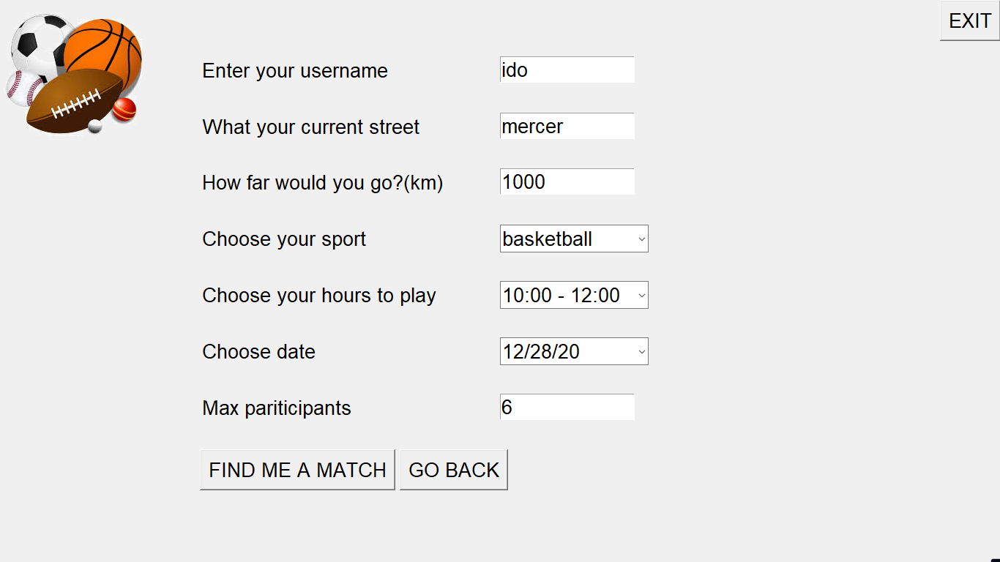 EXIT
Enter your username ido
What your current street mercer
How far would you go?(km) 1000
Choose your sport basketball
Choose your hours to play 10:00 - 12:00
Choose date 12/28/20
Max pariticipants 6
FIND ME A MATCH GO BACK